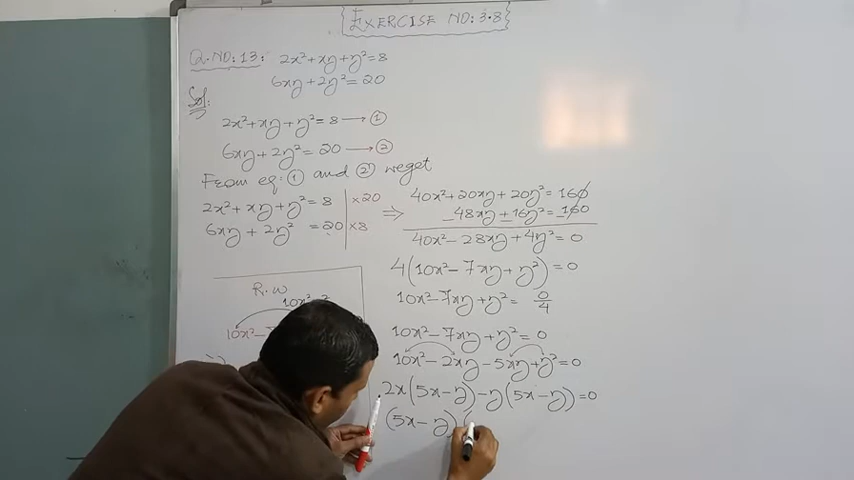 EXERCISE NO: 3.8
Q.NO: 13: 2x²+xy+y²=8
6xy+2y²=20
Sol:
2x²+xy+y²=8 → ①
6xy+2y²=20 → ②
From eq: ① and ② we get
2x²+xy+y²=8 | ×20
6xy+2y² =20 | ×8
⇒ 40x²+20xy+20y²=160
_48xy±16y²=_160
40x²-28xy+4y²=0
4(10x²-7xy+y²)=0
10x²-7xy+y²= 0/4
10x²-7xy+y²=0
10x²-2xy-5xy+y²=0
2x(5x-y)-y(5x-y)=0
(5x-y)(
R.W
10x²
10x²-7